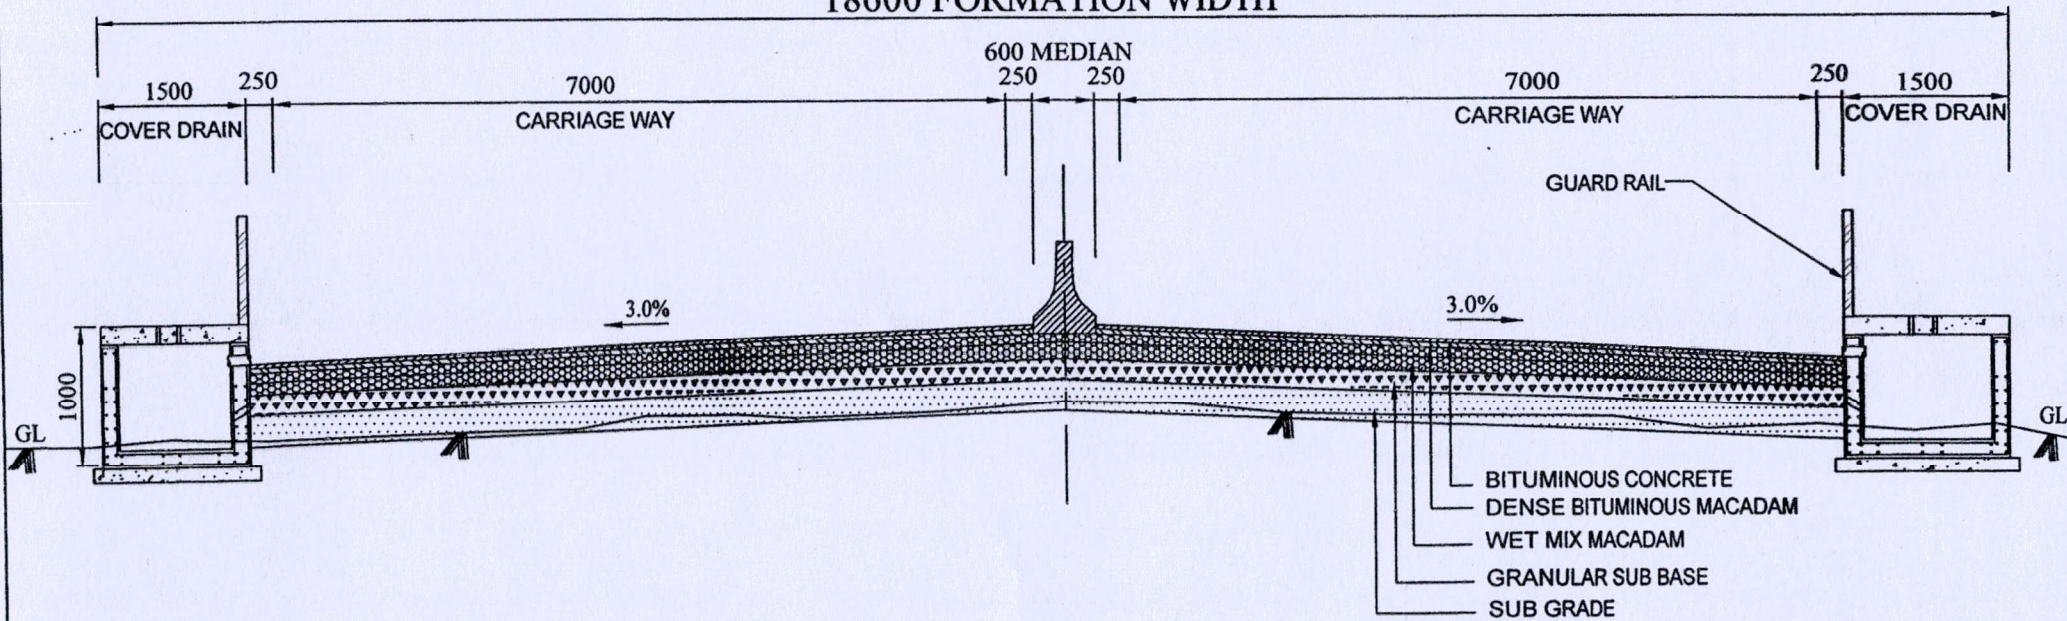 18600 FORMATION WIDTH
600 MEDIAN
1500 250 7000 250 250 7000 250 1500
COVER DRAIN CARRIAGE WAY CARRIAGE WAY COVER DRAIN
GUARD RAIL
3.0% 3.0%
1000
GL GL
BITUMINOUS CONCRETE
DENSE BITUMINOUS MACADAM
WET MIX MACADAM
GRANULAR SUB BASE
SUB GRADE